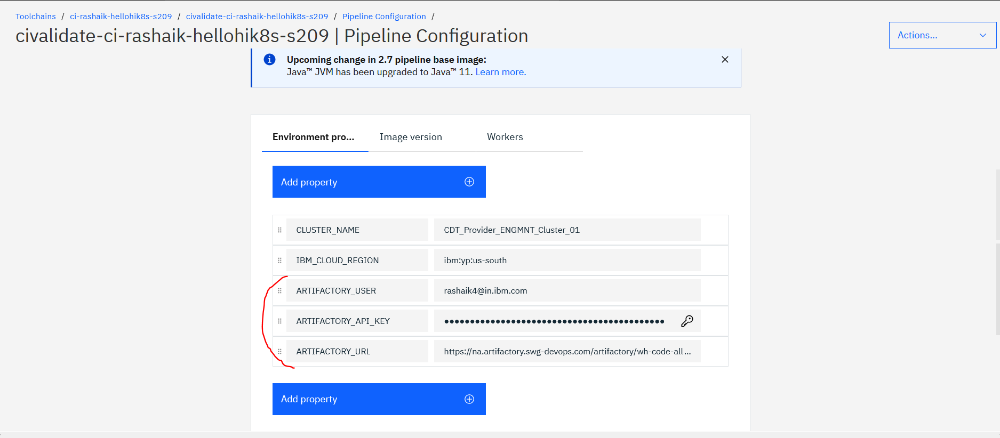 Toolchains / ci-rashaik-hellohik8s-s209 / civalidate-ci-rashaik-hellohik8s-s209 / Pipeline Configuration /
civalidate-ci-rashaik-hellohik8s-s209 | Pipeline Configuration
Actions...
Upcoming change in 2.7 pipeline base image:
Java™ JVM has been upgraded to Java™ 11. Learn more.
Environment pro... Image version Workers
Add property
CLUSTER_NAME CDT_Provider_ENGMNT_Cluster_01
IBM_CLOUD_REGION ibm:yp:us-south
ARTIFACTORY_USER rashaik4@in.ibm.com
ARTIFACTORY_API_KEY
ARTIFACTORY_URL https://na.artifactory.swg-devops.com/artifactory/wh-code-all...
Add property